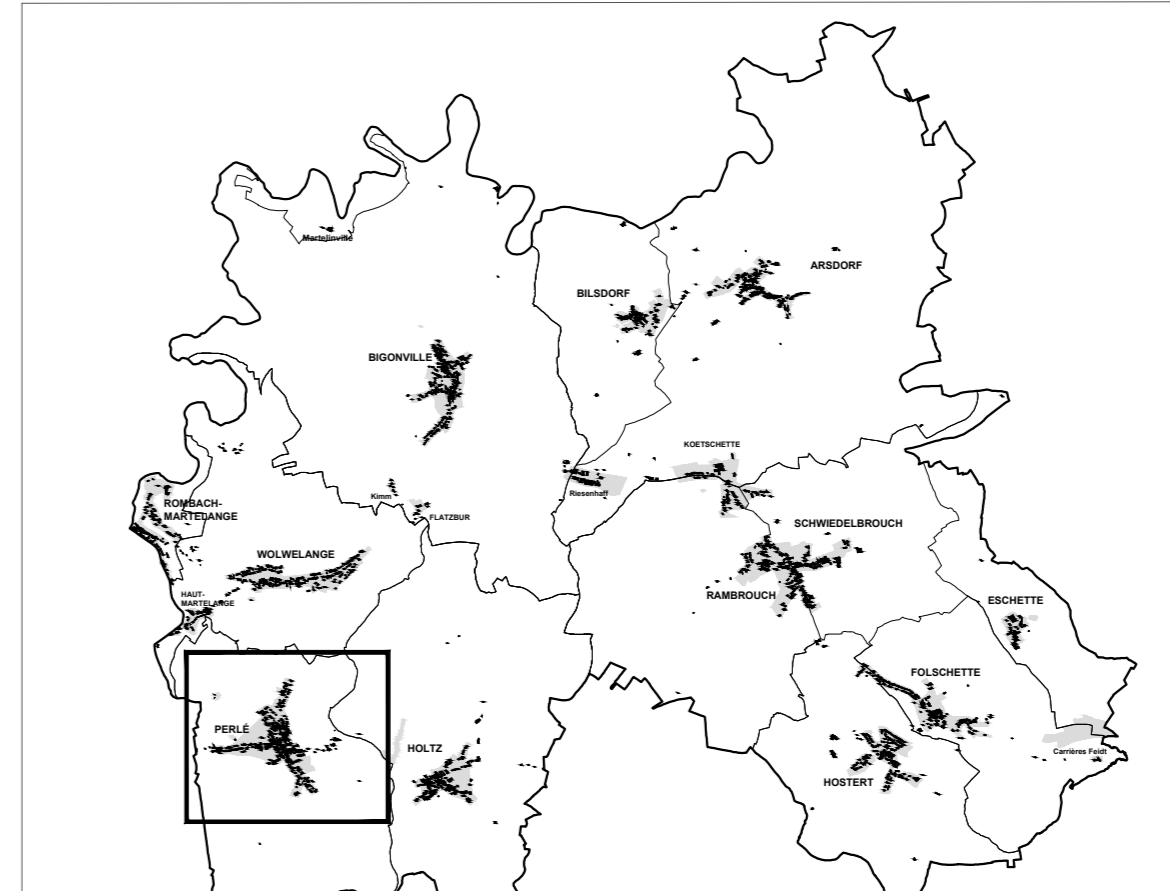 Martelinville
ARSDORF
BILSDORF
BIGONVILLE
KOETSCHETTE
Riesenhaff
Kimm
FLATZBUR
ROMBACH-
MARTELANGE
SCHWIEDELBROUCH
WOLWELANGE
HAUT-
MARTELANGE
RAMBROUCH
ESCHETTE
FOLSCHETTE
PERLÉ
HOLTZ
Carrières Feidt
HOSTERT